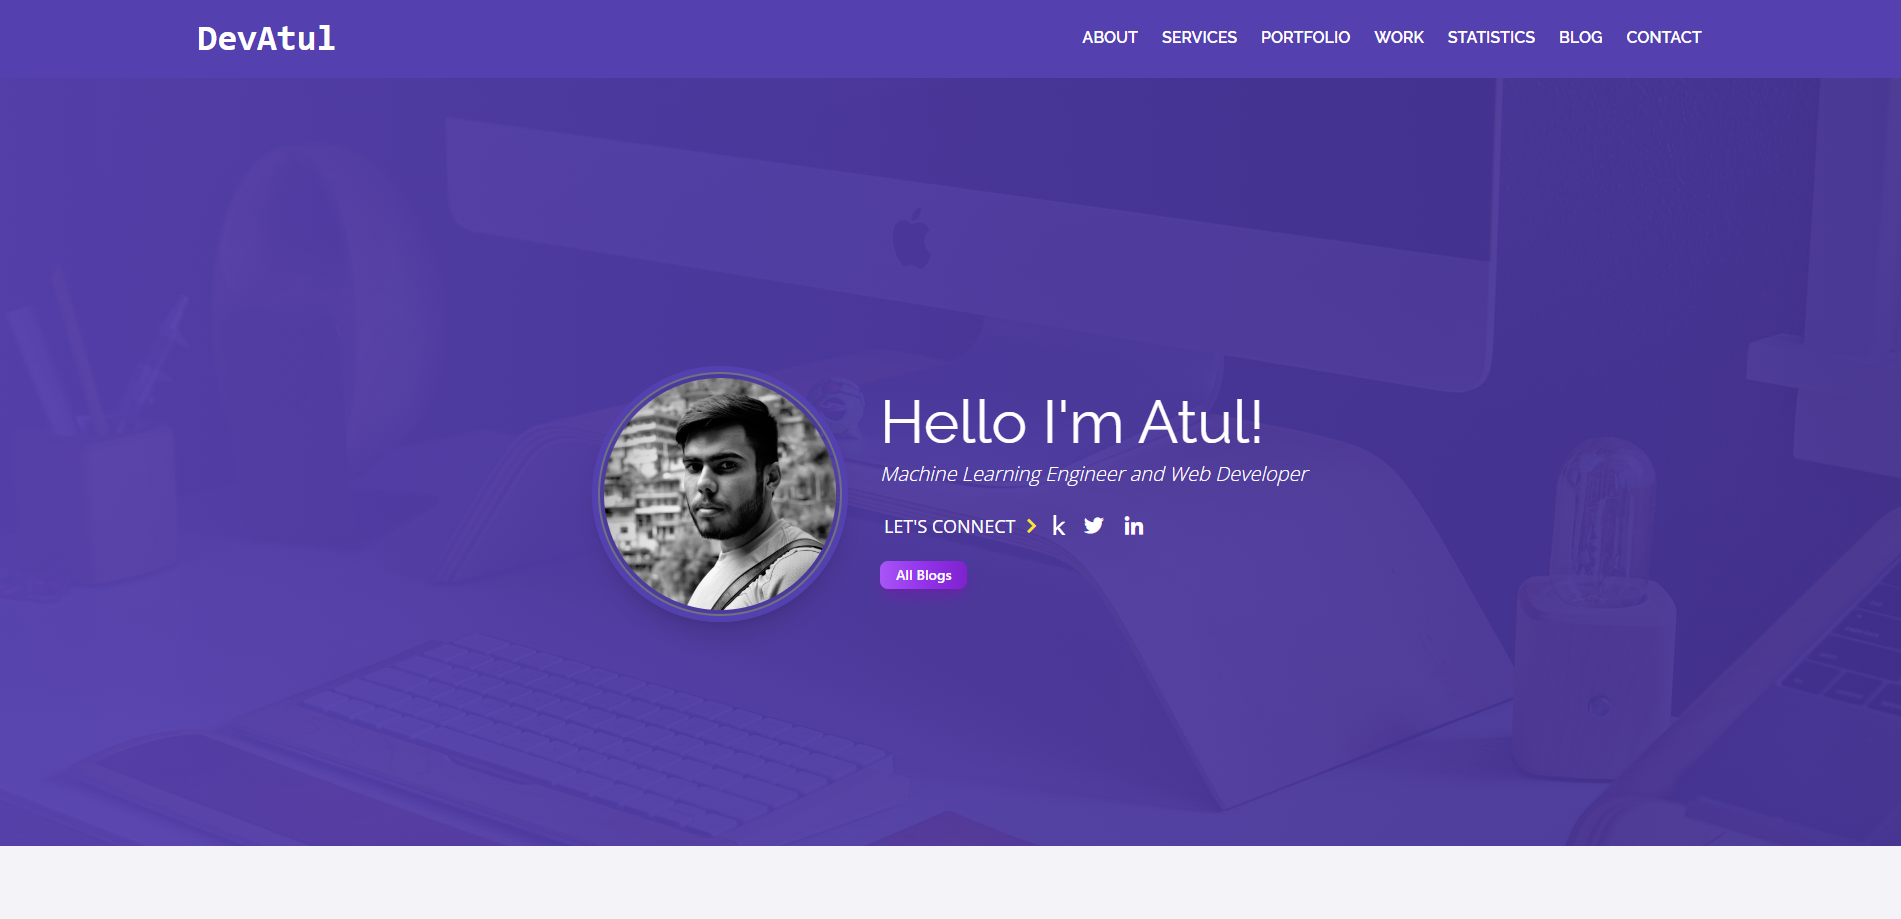 DevAtul
ABOUT SERVICES PORTFOLIO WORK STATISTICS BLOG CONTACT
Hello I'm Atul!
Machine Learning Engineer and Web Developer
LET'S CONNECT k in
All Blogs